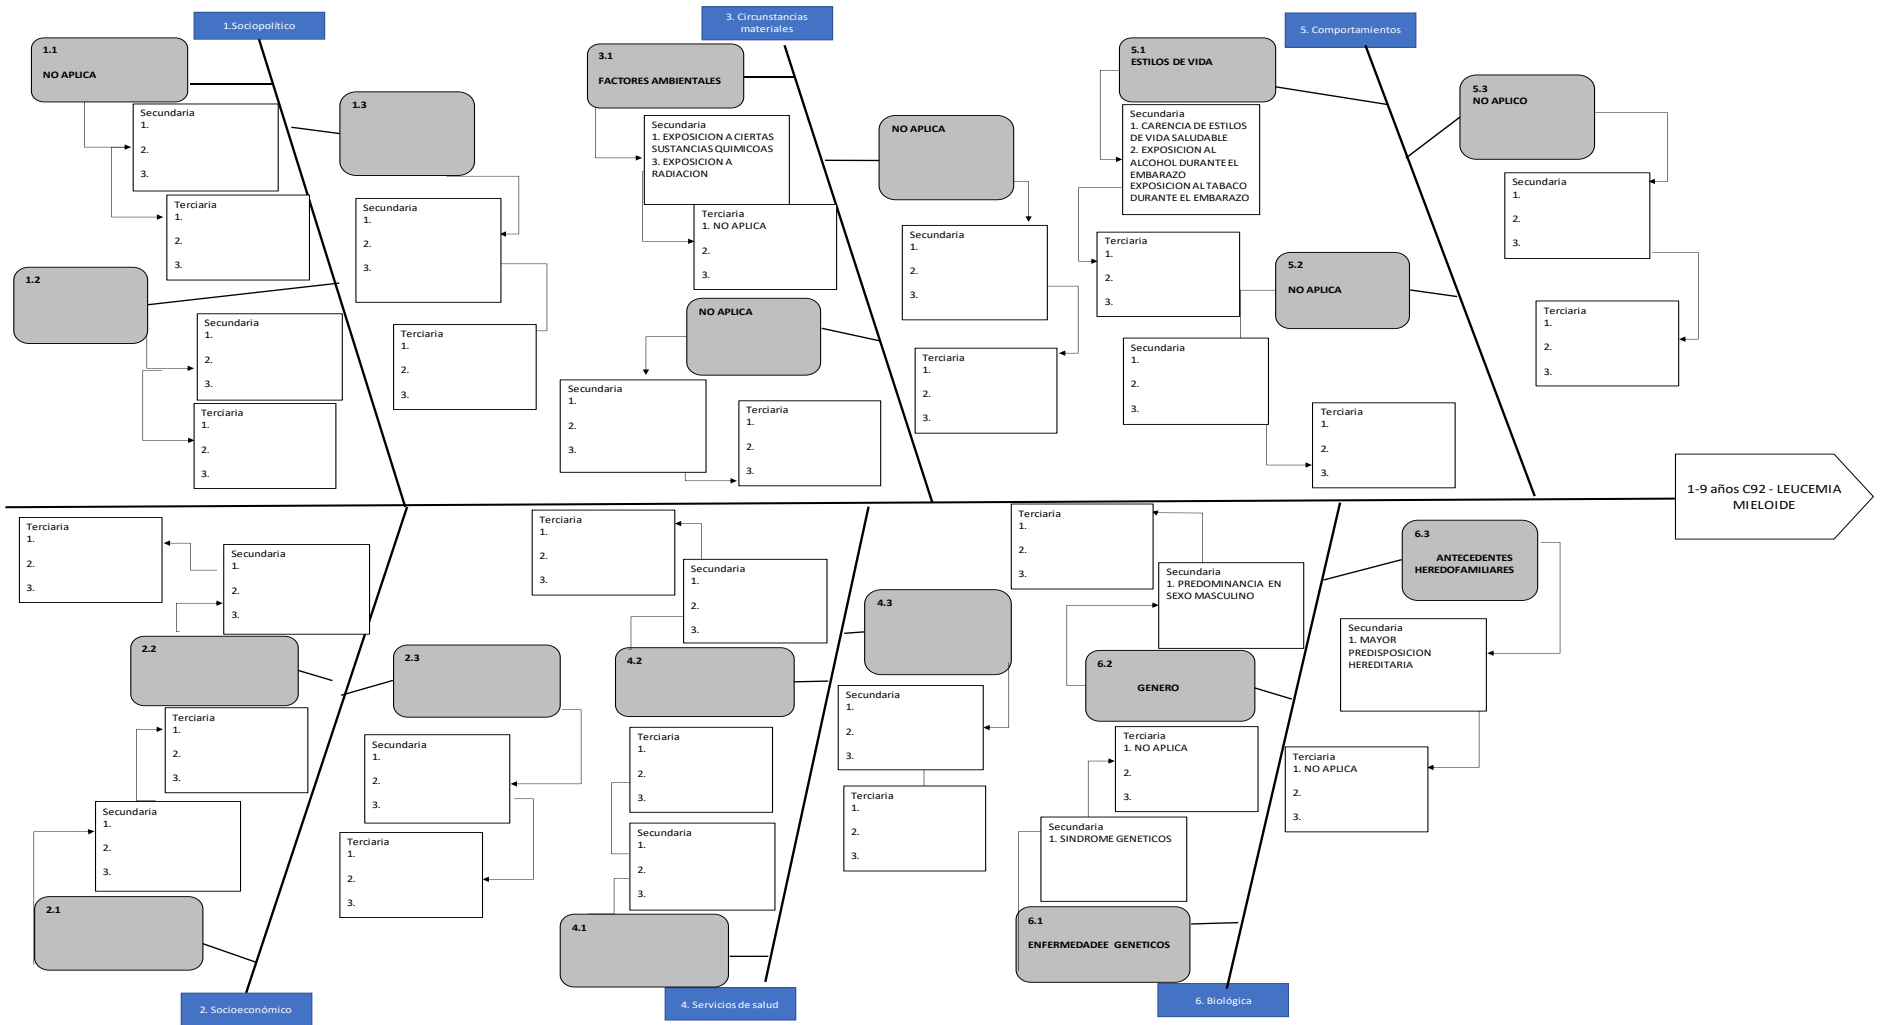 1.Sociopolítico
1.1
NO APLICA
Secundaria
1.
2.
3.
Terciaria
1.
2.
3.
1.3
Secundaria
1.
2.
3.
Terciaria
1.
2.
3.
1.2
Secundaria
1.
2.
3.
Terciaria
1.
2.
3.
3. Circunstancias
materiales
3.1
FACTORES AMBIENTALES
Secundaria
1. EXPOSICION A CIERTAS
SUSTANCIAS QUIMICOAS
3. EXPOSICION A
RADIACION
Terciaria
1. NO APLICA
2.
3.
NO APLICA
Secundaria
1.
2.
3.
Terciaria
1.
2.
3.
NO APLICA
Secundaria
1.
2.
3.
Terciaria
1.
2.
3.
5. Comportamientos
5.1
ESTILOS DE VIDA
Secundaria
1. CARENCIA DE ESTILOS
DE VIDA SALUDABLE
2. EXPOSICION AL
ALCOHOL DURANTE EL
EMBARAZO
EXPOSICION AL TABACO
DURANTE EL EMBARAZO
Terciaria
1.
2.
3.
5.3
NO APLICO
Secundaria
1.
2.
3.
Terciaria
1.
2.
3.
5.2
NO APLICA
Secundaria
1.
2.
3.
Terciaria
1.
2.
3.
1-9 años C92 - LEUCEMIA
MIELOIDE
Terciaria
1.
2.
3.
Secundaria
1.
2.
3.
2.2
2.3
Secundaria
1.
2.
3.
Terciaria
1.
2.
3.
Terciaria
1.
2.
3.
Secundaria
1.
2.
3.
2.1
2. Socioeconómico
Terciaria
1.
2.
3.
Secundaria
1.
2.
3.
4.2
4.3
Secundaria
1.
2.
3.
Terciaria
1.
2.
3.
Terciaria
1.
2.
3.
Secundaria
1.
2.
3.
4.1
4. Servicios de salud
Terciaria
1.
2.
3.
Secundaria
1. PREDOMINANCIA EN
SEXO MASCULINO
6.2
GENERO
6.3
ANTECEDENTES
HEREDOFAMILIARES
Secundaria
1. MAYOR
PREDISPOSICION
HEREDITARIA
Terciaria
1. NO APLICA
2.
3.
Terciaria
1. NO APLICA
2.
3.
Secundaria
1. SINDROME GENETICOS
6.1
ENFERMEDADEE GENETICOS
6. Biológica